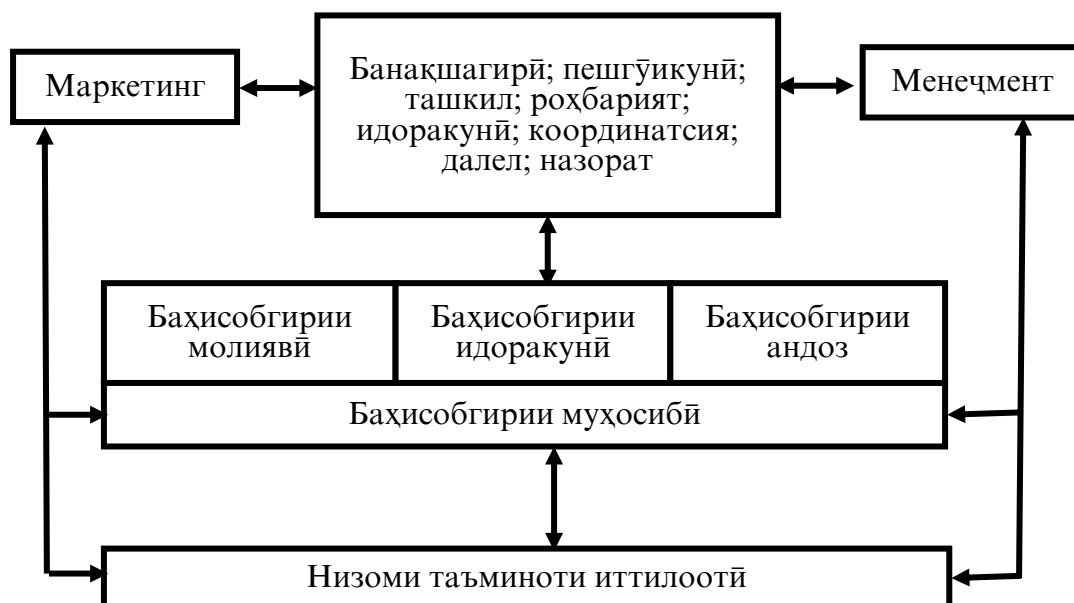 Маркетинг
Банақшагирӣ; пешгӯикунӣ;
ташкил; роҳбарият;
идоракунӣ; координатсия;
далел; назорат
Менеҷмент
Баҳисобгирии
молиявӣ
Баҳисобгирии
идоракунӣ
Баҳисобгирии
андоз
Баҳисобгирии муҳосибӣ
Низоми таъминоти иттилоотӣ